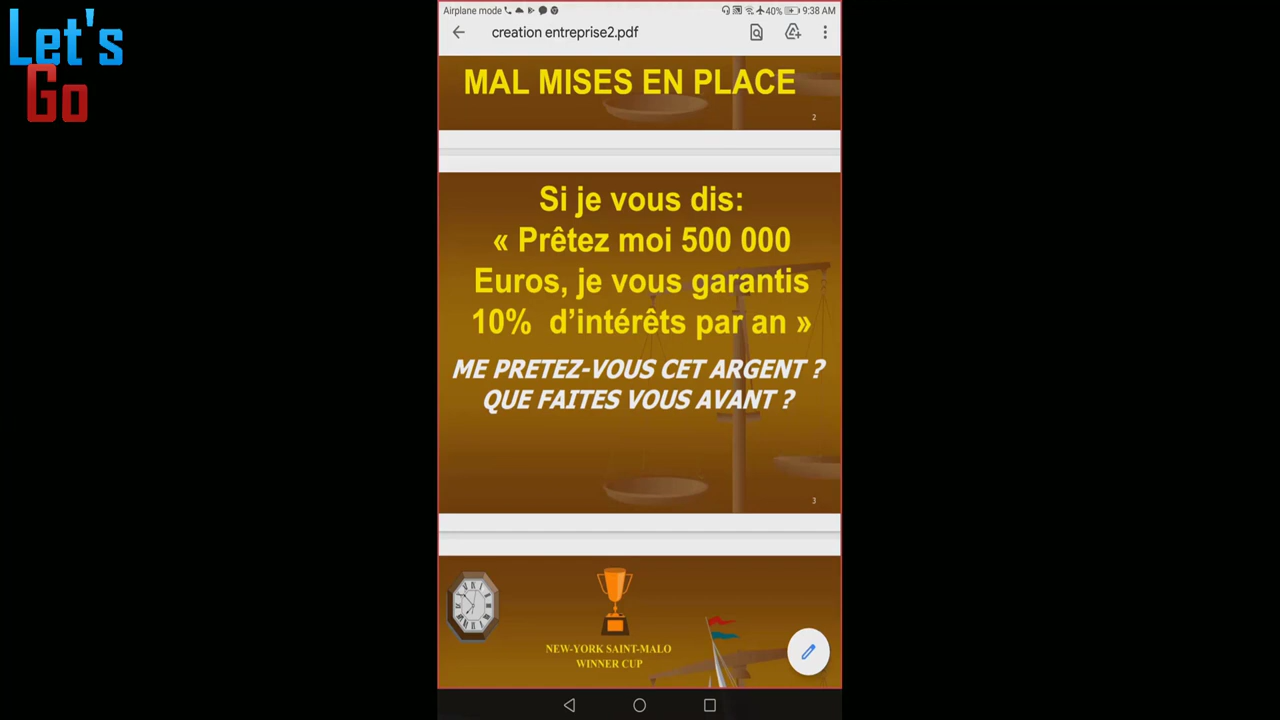 Let's
Go
Airplane mode 40% 9:38 AM
creation entreprise2.pdf
MAL MISES EN PLACE
2
Si je vous dis:
« Prêtez moi 500 000
Euros, je vous garantis
10% d’intérêts par an »
ME PRETEZ-VOUS CET ARGENT ?
QUE FAITES VOUS AVANT ?
3
NEW-YORK SAINT-MALO
WINNER CUP